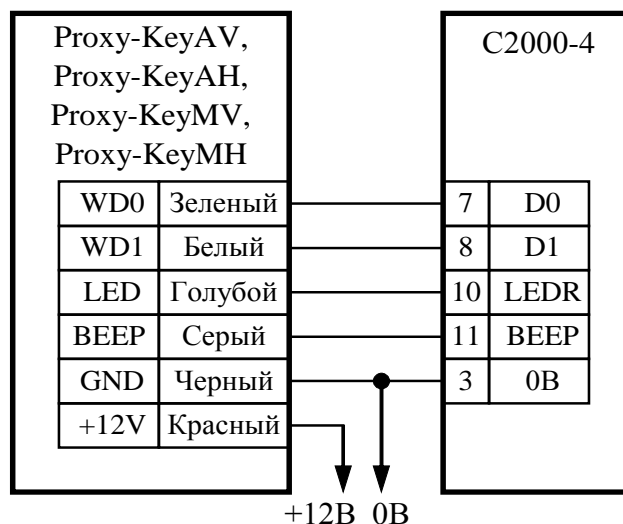 Proxy-KeyAV,
Proxy-KeyAH,
Proxy-KeyMV,
Proxy-KeyMH
C2000-4
WD0 Зеленый 7 D0
WD1 Белый 8 D1
LED Голубой 10 LEDR
BEEP Серый 11 BEEP
GND Черный 3 0В
+12V Красный
+12В 0В